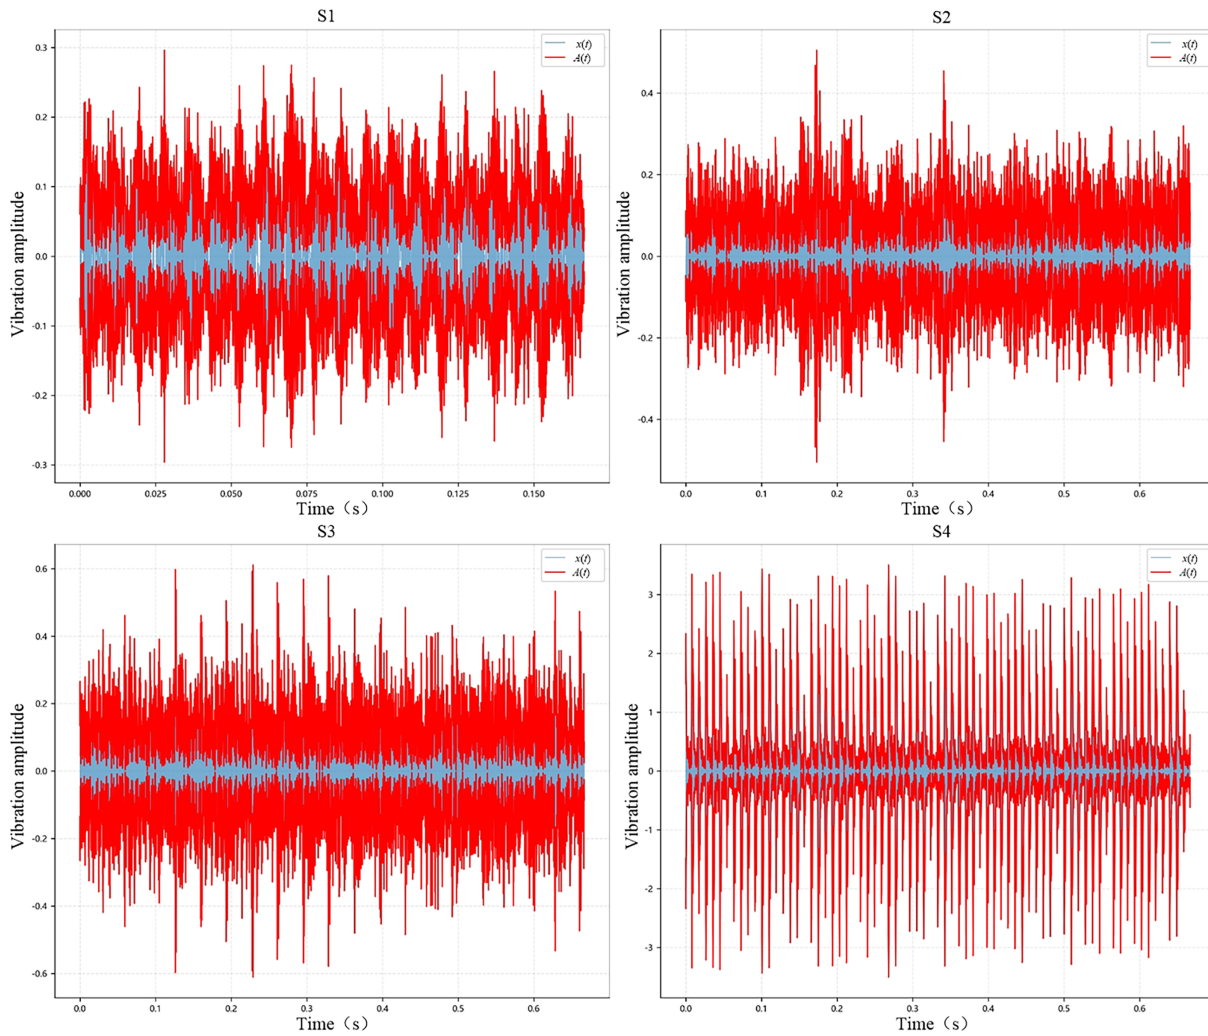 S1
x(t)
A(t)
Vibration amplitude
0.3
0.2
0.1
0.0
-0.1
-0.2
-0.3
0.000 0.025 0.050 0.075 0.100 0.125 0.150
Time（s）
S2
x(t)
A(t)
Vibration amplitude
0.4
0.2
0.0
-0.2
-0.4
0.0 0.1 0.2 0.3 0.4 0.5 0.6
Time（s）
S3
x(t)
A(t)
Vibration amplitude
0.6
0.4
0.2
0.0
-0.2
-0.4
-0.6
0.0 0.1 0.2 0.3 0.4 0.5 0.6
Time（s）
S4
x(t)
A(t)
Vibration amplitude
3
2
1
0
-1
-2
-3
0.0 0.1 0.2 0.3 0.4 0.5 0.6
Time（s）